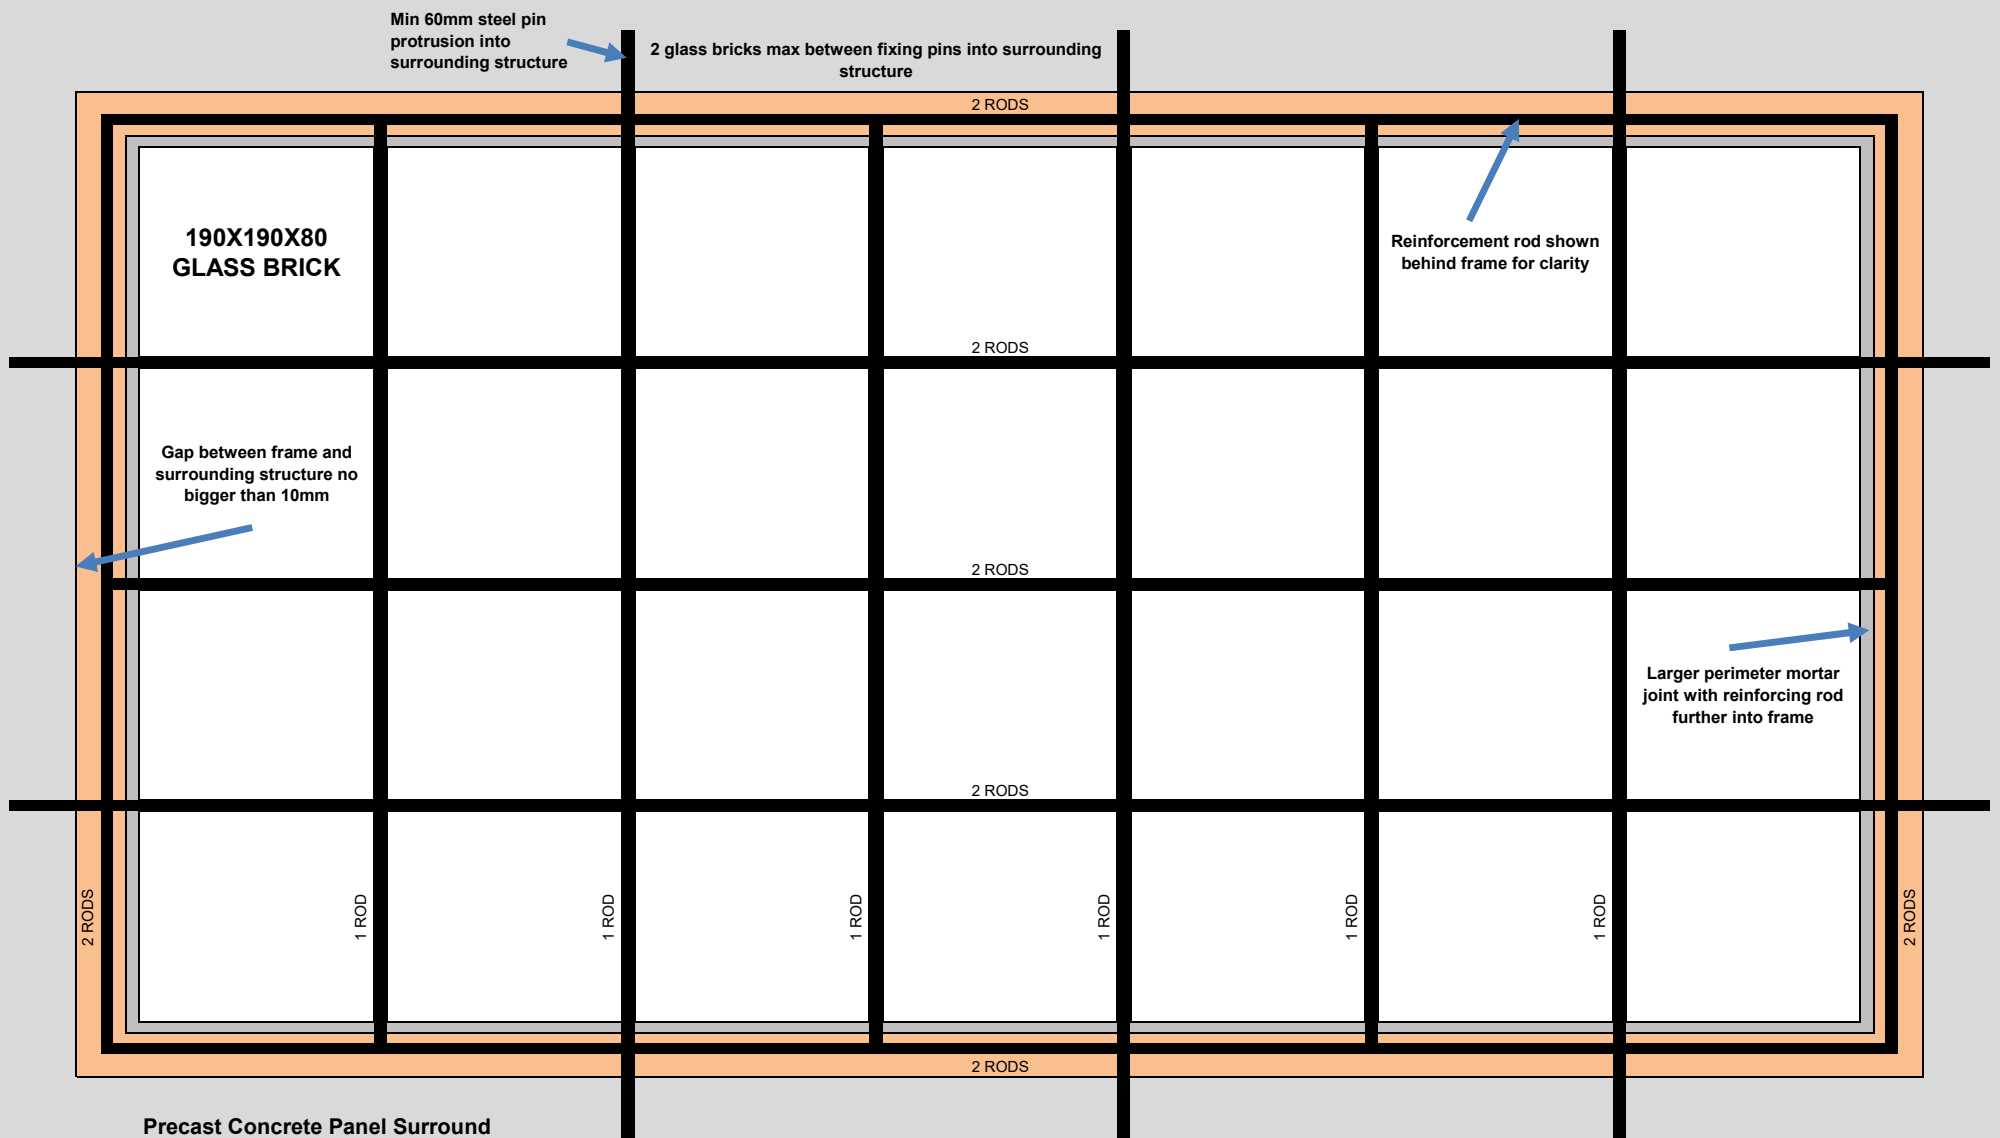 Min 60mm steel pin
protrusion into
surrounding structure
2 glass bricks max between fixing pins into surrounding
structure
2 RODS
190X190X80
GLASS BRICK
Reinforcement rod shown
behind frame for clarity
2 RODS
Gap between frame and
surrounding structure no
bigger than 10mm
2 RODS
Larger perimeter mortar
joint with reinforcing rod
further into frame
2 RODS
2 RODS
1 ROD
1 ROD
1 ROD
1 ROD
1 ROD
1 ROD
2 RODS
2 RODS
Precast Concrete Panel Surround